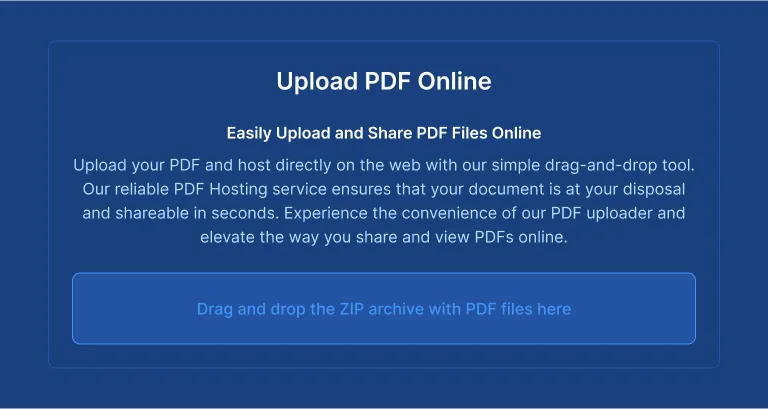 Upload PDF Online
Easily Upload and Share PDF Files Online
Upload your PDF and host directly on the web with our simple drag-and-drop tool.
Our reliable PDF Hosting service ensures that your document is at your disposal
and shareable in seconds. Experience the convenience of our PDF uploader and
elevate the way you share and view PDFs online.
Drag and drop the ZIP archive with PDF files here